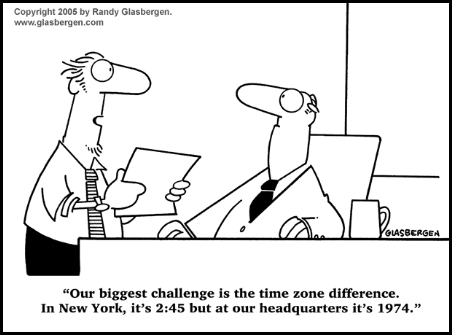 Copyright 2005 by Randy Glasbergen.
www.glasbergen.com
GLASBERGEN
“Our biggest challenge is the time zone difference.
In New York, it’s 2:45 but at our headquarters it’s 1974.”